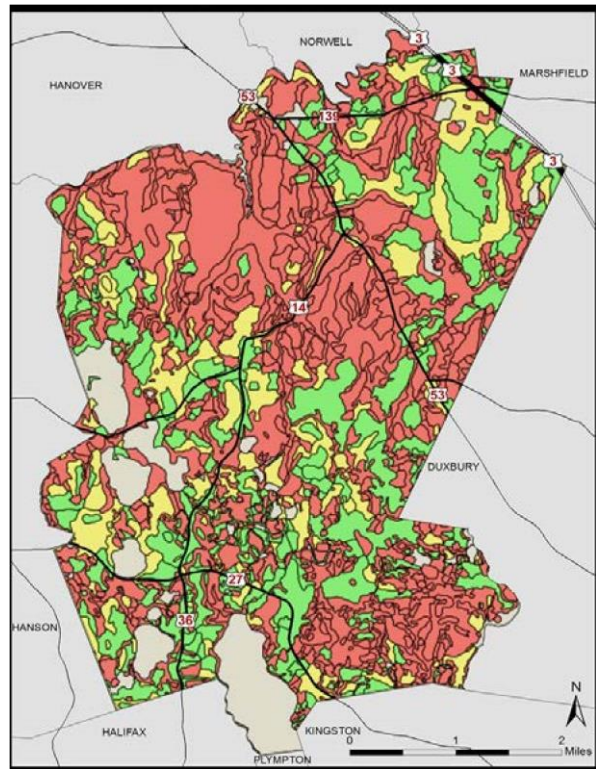 3
NORWELL
3
MARSHFIELD
HANOVER
53
139
3
14
53
DUXBURY
27
HANSON
36
N
HALIFAX
KINGSTON
0 1 2
Miles
PLYMPTON